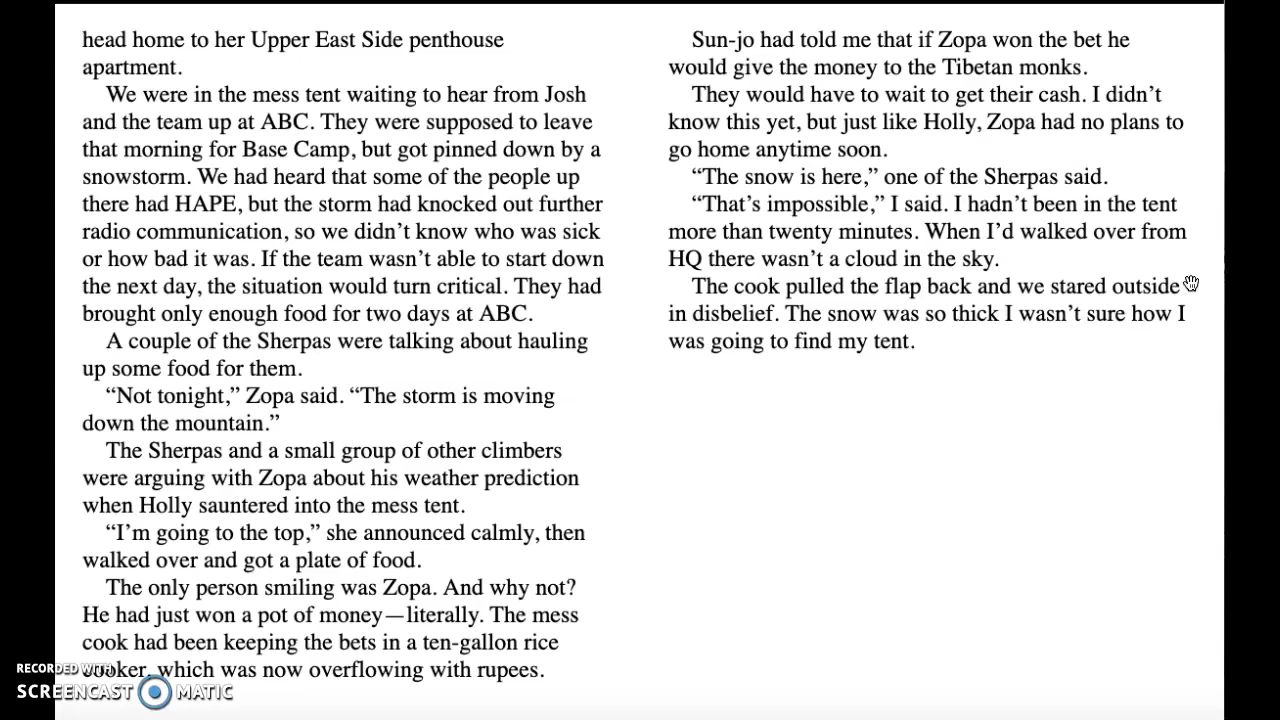 head home to her Upper East Side penthouse
apartment.
We were in the mess tent waiting to hear from Josh
and the team up at ABC. They were supposed to leave
that morning for Base Camp, but got pinned down by a
snowstorm. We had heard that some of the people up
there had HAPE, but the storm had knocked out further
radio communication, so we didn’t know who was sick
or how bad it was. If the team wasn’t able to start down
the next day, the situation would turn critical. They had
brought only enough food for two days at ABC.
A couple of the Sherpas were talking about hauling
up some food for them.
“Not tonight,” Zopa said. “The storm is moving
down the mountain.”
The Sherpas and a small group of other climbers
were arguing with Zopa about his weather prediction
when Holly sauntered into the mess tent.
“I’m going to the top,” she announced calmly, then
walked over and got a plate of food.
The only person smiling was Zopa. And why not?
He had just won a pot of money—literally. The mess
cook had been keeping the bets in a ten-gallon rice
cooker, which was now overflowing with rupees.
Sun-jo had told me that if Zopa won the bet he
would give the money to the Tibetan monks.
They would have to wait to get their cash. I didn’t
know this yet, but just like Holly, Zopa had no plans to
go home anytime soon.
“The snow is here,” one of the Sherpas said.
“That’s impossible,” I said. I hadn’t been in the tent
more than twenty minutes. When I’d walked over from
HQ there wasn’t a cloud in the sky.
The cook pulled the flap back and we stared outside
in disbelief. The snow was so thick I wasn’t sure how I
was going to find my tent.
RECORDED WITH
SCREENCAST MATIC